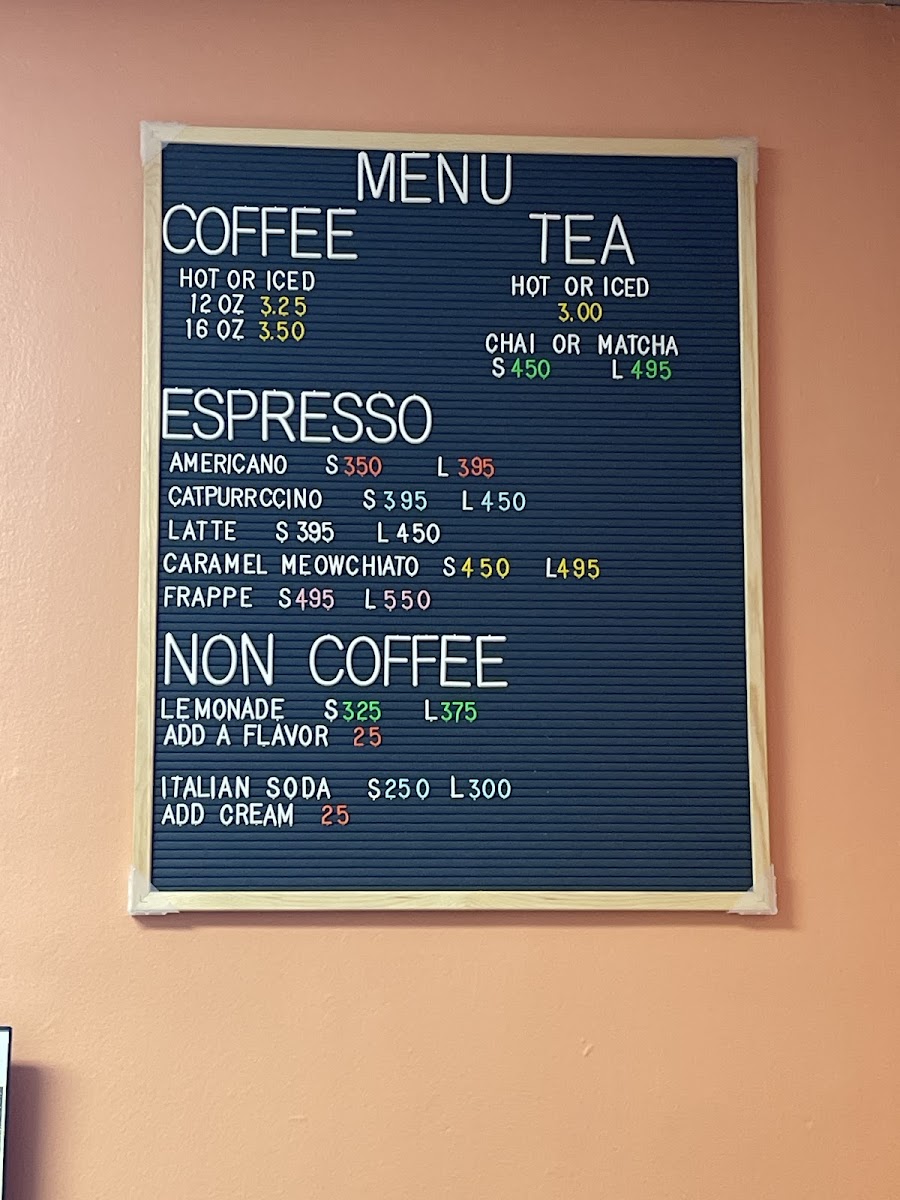 MENU
COFFEE
HOT OR ICED
12 OZ 3.25
16 OZ 3.50
TEA
HOT OR ICED
3.00
CHAI OR MATCHA
S 450 L 495
ESPRESSO
AMERICANO S 350 L 395
CATPURRCCINO S 395 L 450
LATTE S 395 L 450
CARAMEL MEOWCHIATO S 450 L 495
FRAPPE S 495 L 550
NON COFFEE
LEMONADE S 325 L 375
ADD A FLAVOR 25
ITALIAN SODA S 250 L 300
ADD CREAM 25